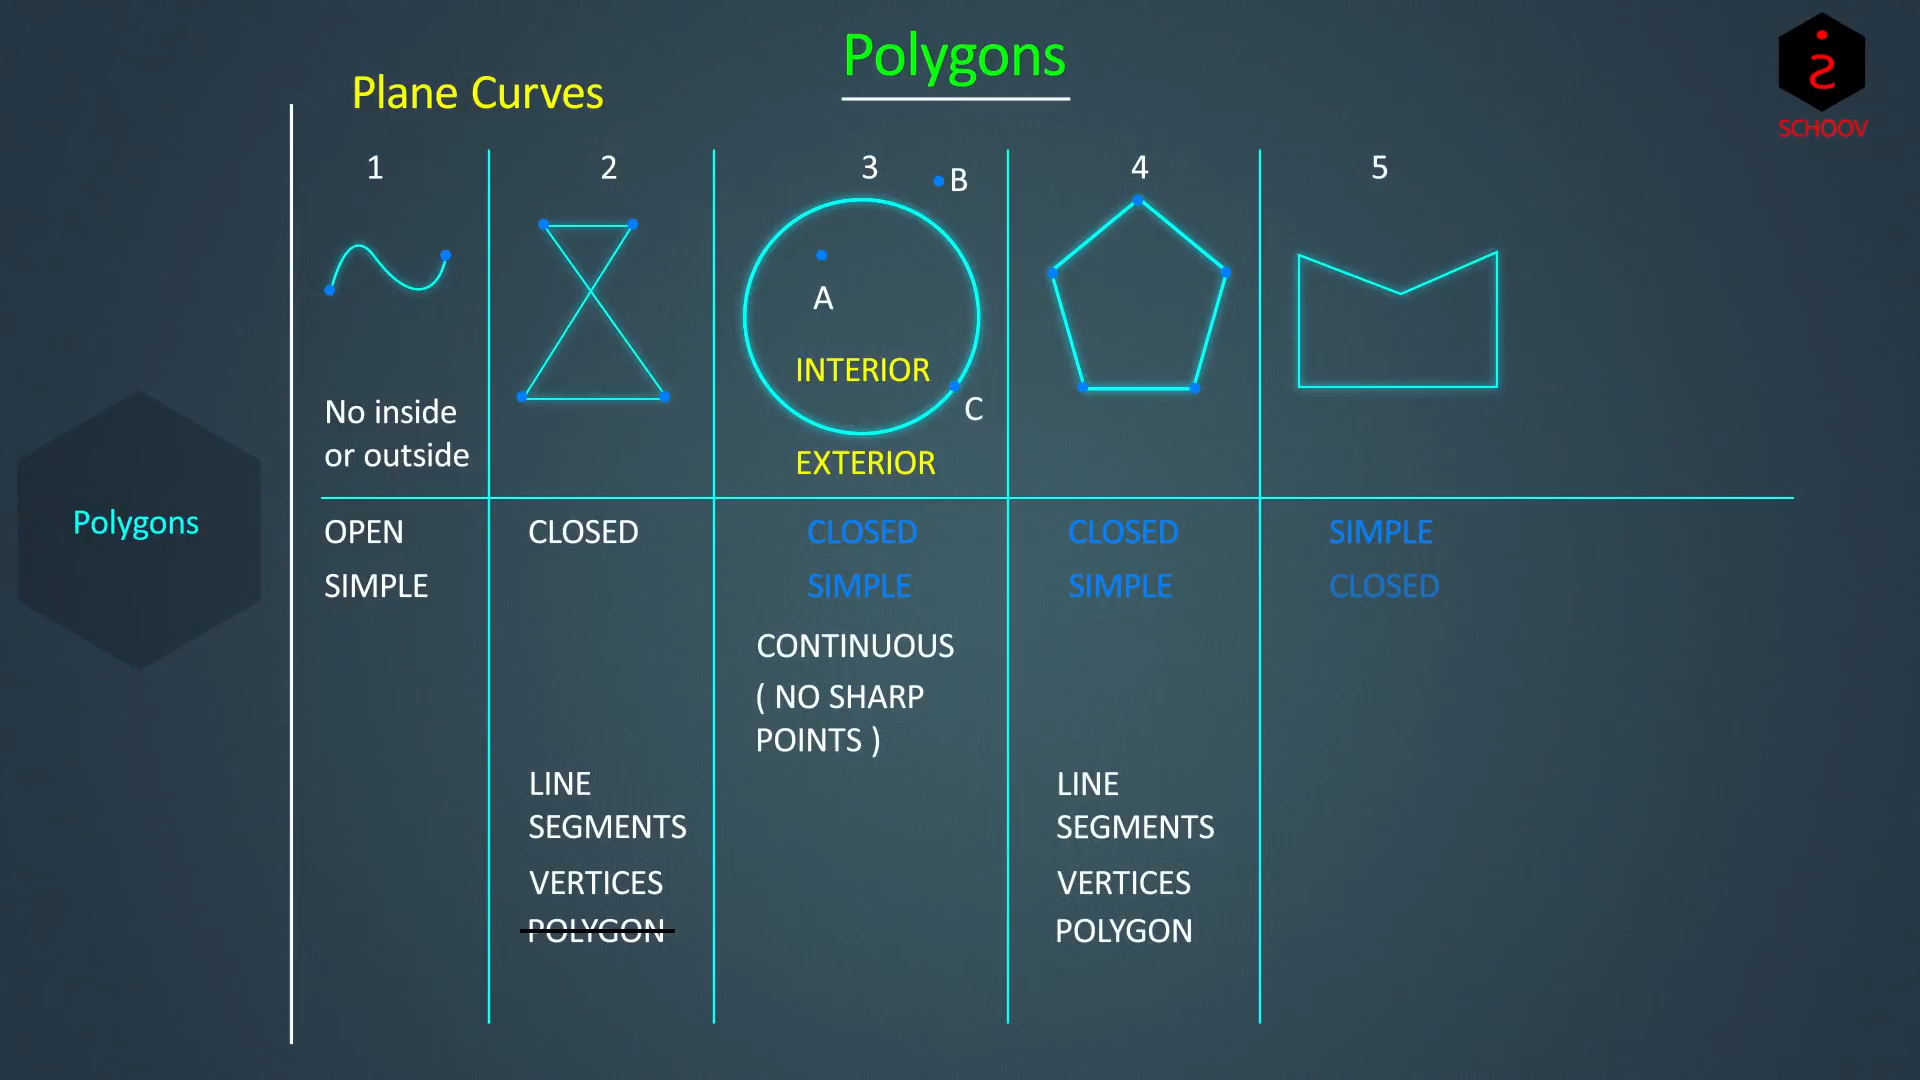 Polygons
Plane Curves
SCHOOV
1
2
3
4
5
B
A
INTERIOR
C
EXTERIOR
No inside
or outside
Polygons
OPEN
CLOSED
CLOSED
CLOSED
SIMPLE
SIMPLE
SIMPLE
SIMPLE
CLOSED
CONTINUOUS
( NO SHARP
POINTS )
LINE
SEGMENTS
LINE
SEGMENTS
VERTICES
VERTICES
POLYGON
POLYGON